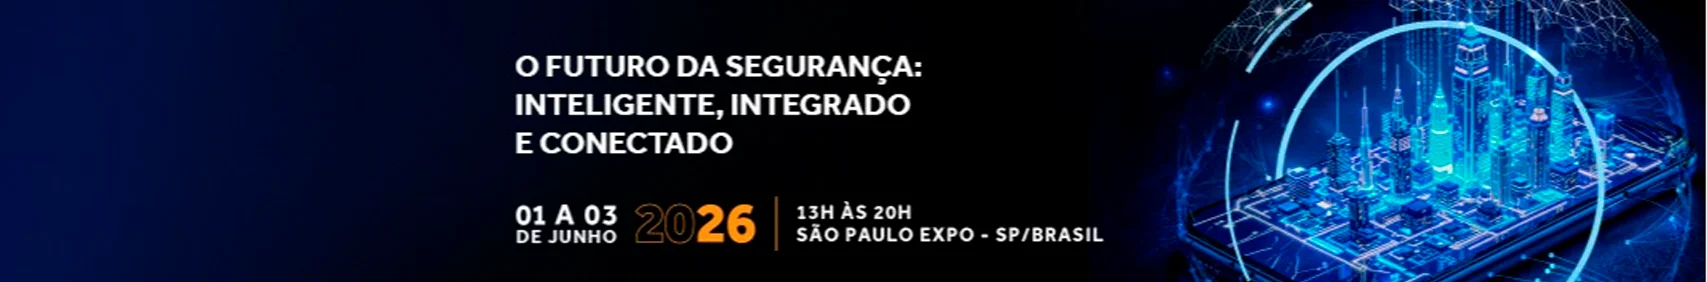 O FUTURO DA SEGURANÇA:
INTELIGENTE, INTEGRADO
E CONECTADO
01 A 03
DE JUNHO
2026
13H ÀS 20H
SÃO PAULO EXPO - SP/BRASIL